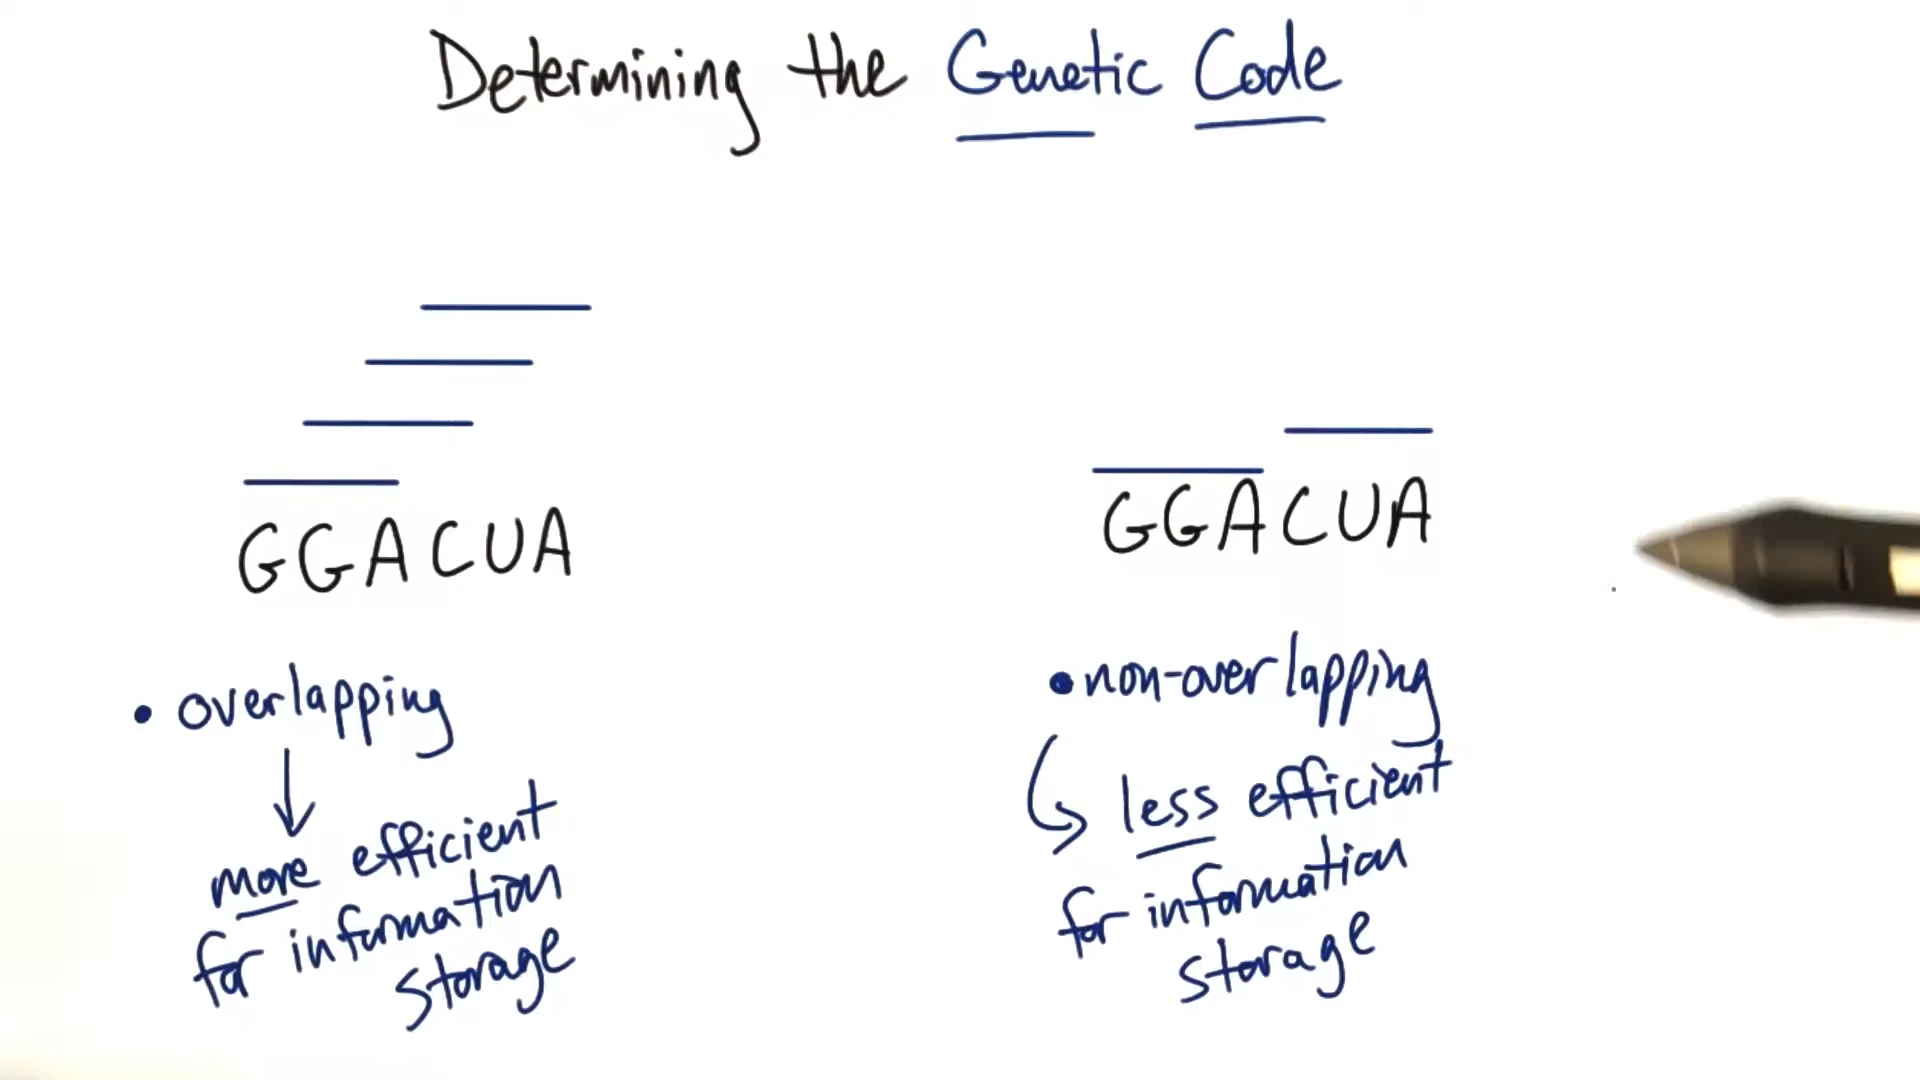 Determining the Genetic Code
GGACUA
• overlapping
more efficient
for information
storage
GGACUA
• non-overlapping
less efficient
for information
storage